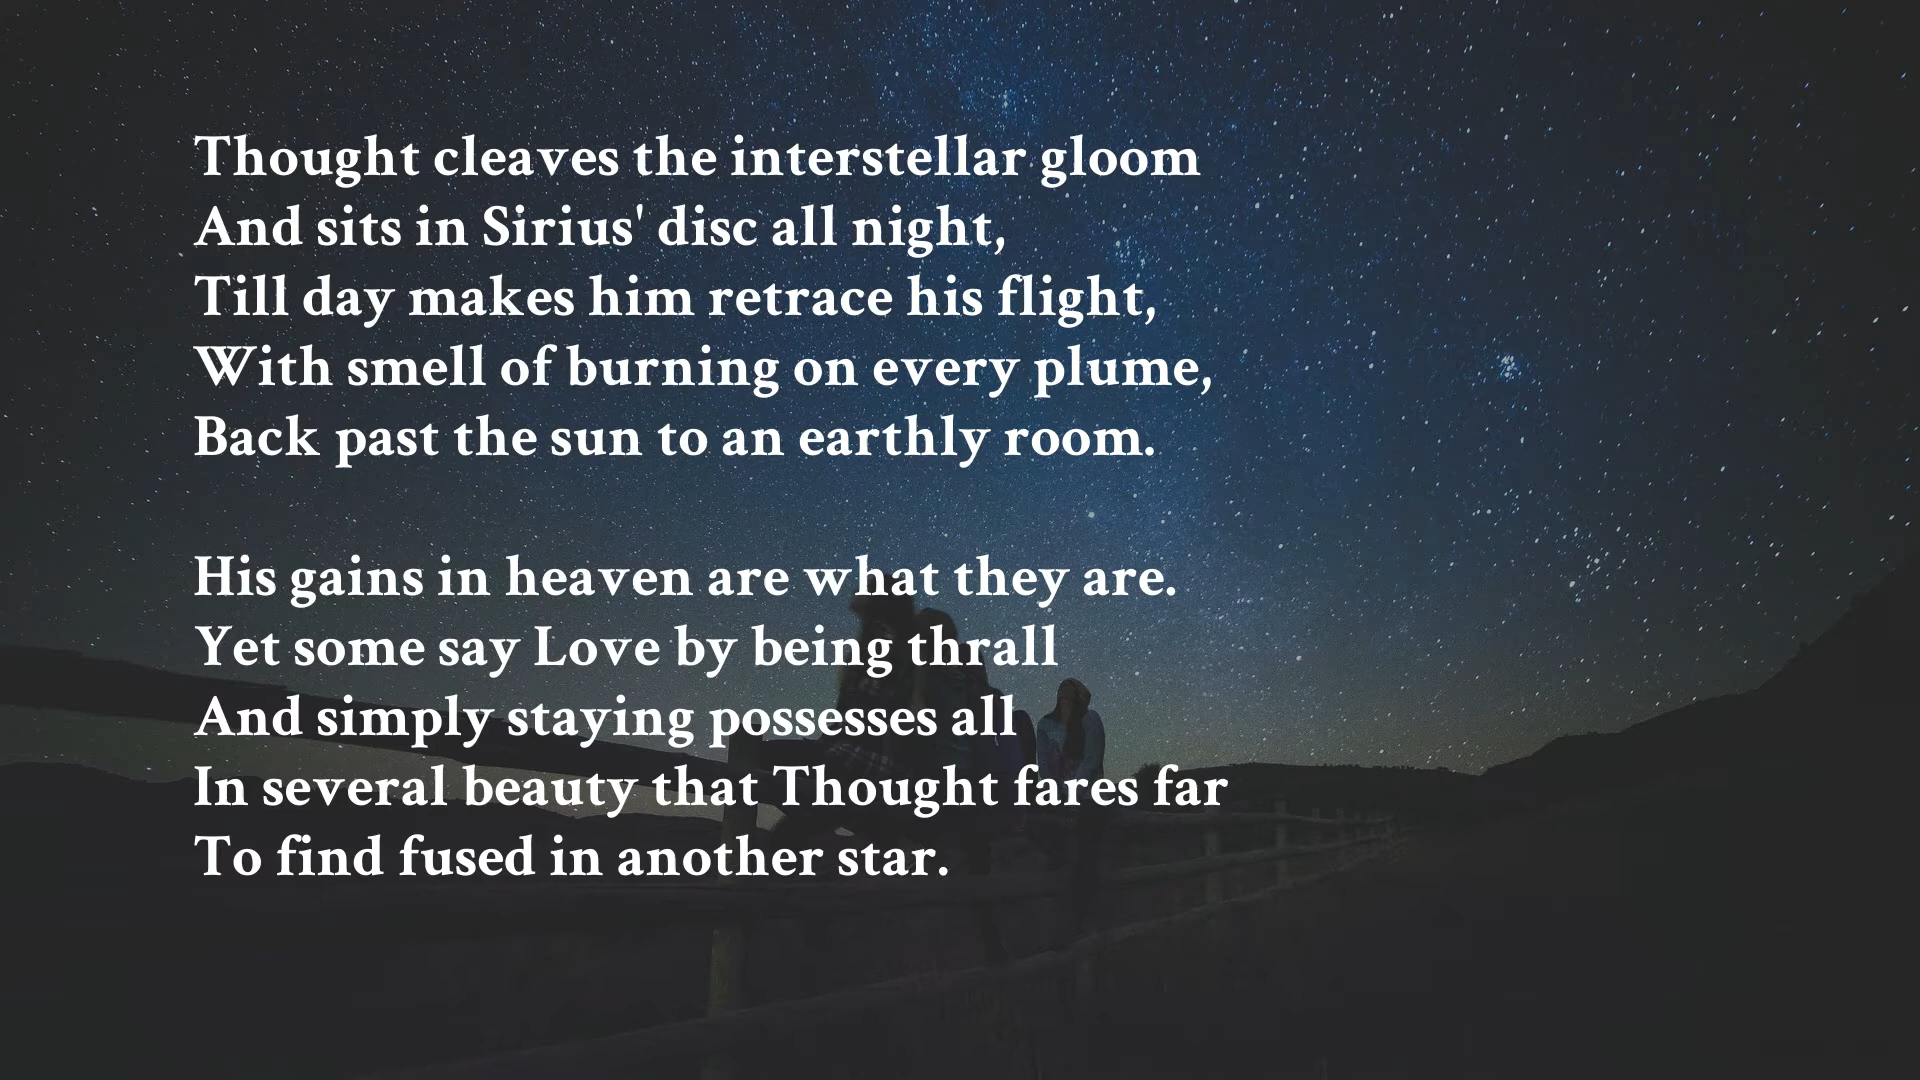 Thought cleaves the interstellar gloom
And sits in Sirius' disc all night,
Till day makes him retrace his flight,
With smell of burning on every plume,
Back past the sun to an earthly room.
His gains in heaven are what they are.
Yet some say Love by being thrall
And simply staying possesses all
In several beauty that Thought fares far
To find fused in another star.